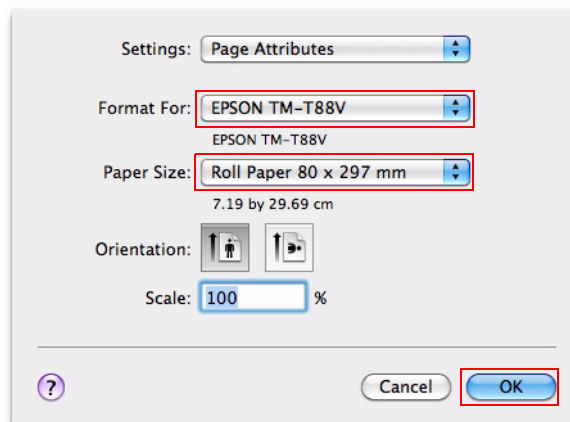 Settings: Page Attributes
Format For: EPSON TM-T88V
EPSON TM-T88V
Paper Size: Roll Paper 80 x 297 mm
7.19 by 29.69 cm
Orientation:
Scale: 100 %
? Cancel OK